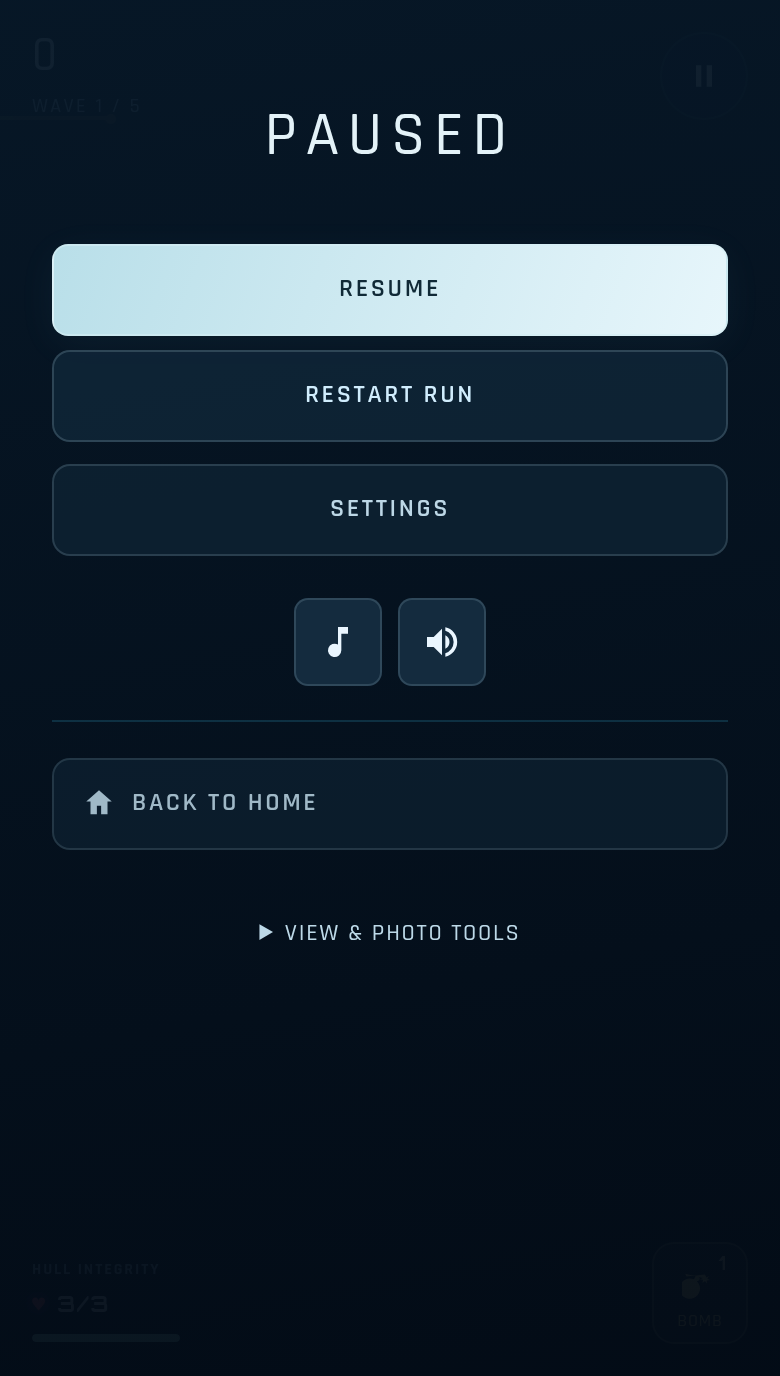 0
WAVE 1 / 5
PAUSED
RESUME
RESTART RUN
SETTINGS
BACK TO HOME
VIEW & PHOTO TOOLS
HULL INTEGRITY
3/3
1
BOMB